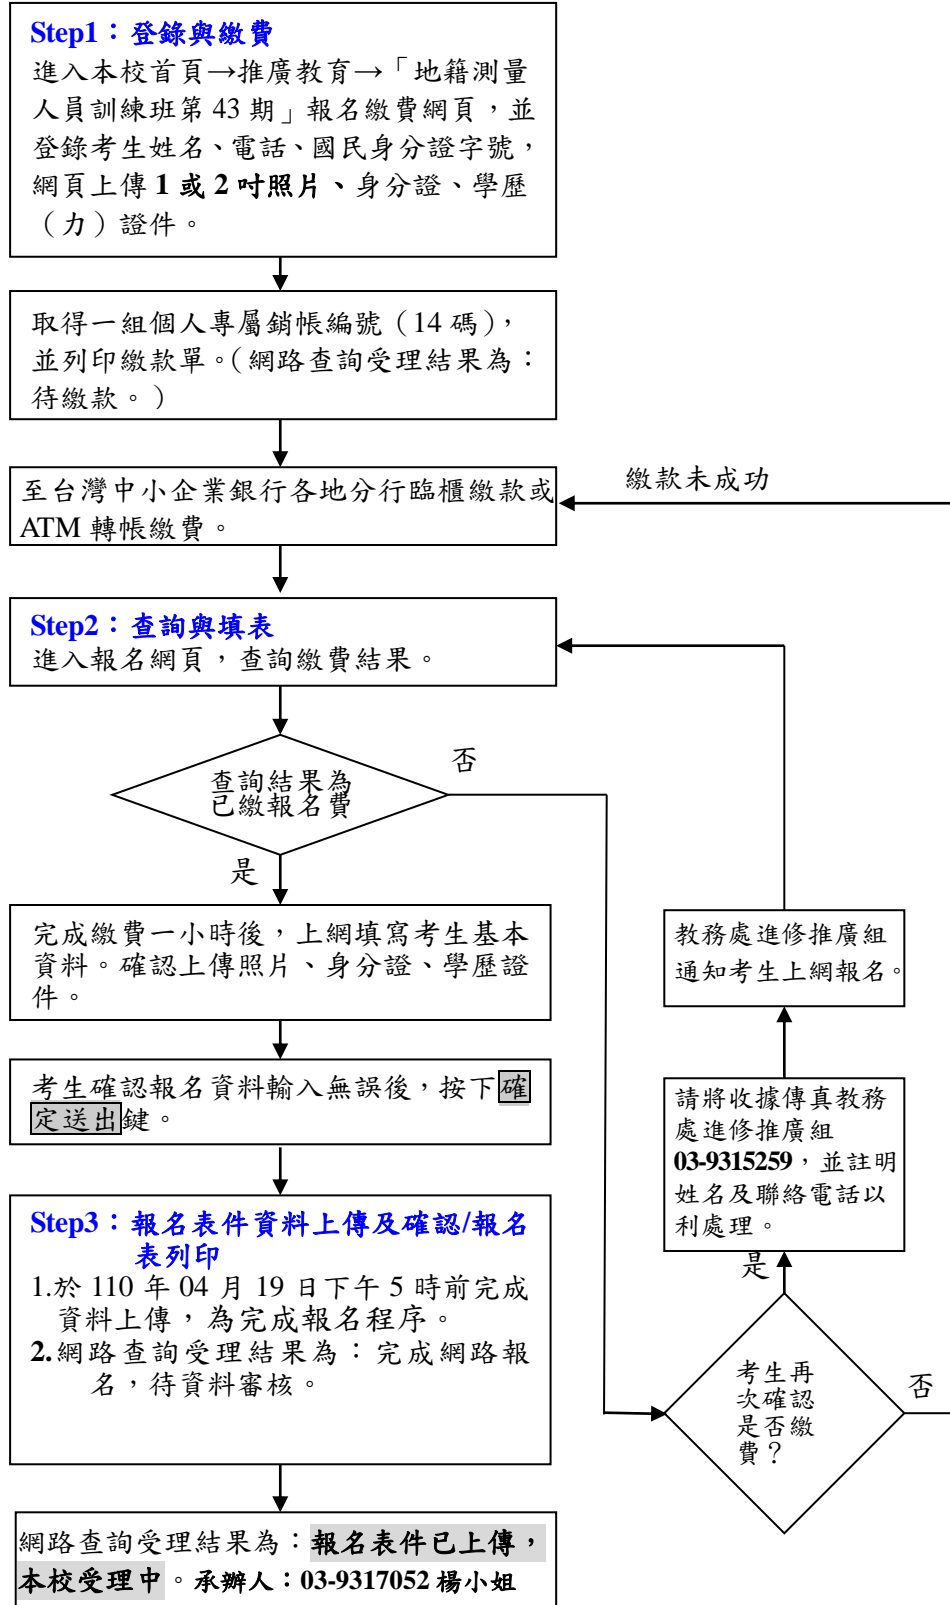 Step1：登錄與繳費
進入本校首頁→推廣教育→「地籍測量
人員訓練班第 43 期」報名繳費網頁，並
登錄考生姓名、電話、國民身分證字號，
網頁上傳 1 或 2 吋照片、身分證、學歷
（力）證件。
取得一組個人專屬銷帳編號（14 碼），
並列印繳款單。（網路查詢受理結果為：
待繳款。）
至台灣中小企業銀行各地分行臨櫃繳款或
ATM 轉帳繳費。
繳款未成功
Step2：查詢與填表
進入報名網頁，查詢繳費結果。
查詢結果為
已繳報名費
否
是
完成繳費一小時後，上網填寫考生基本
資料。確認上傳照片、身分證、學歷證
件。
考生確認報名資料輸入無誤後，按下確
定送出鍵。
Step3：報名表件資料上傳及確認/報名
表列印
1.於 110 年 04 月 19 日下午 5 時前完成
資料上傳，為完成報名程序。
2.網路查詢受理結果為：完成網路報
名，待資料審核。
網路查詢受理結果為：報名表件已上傳，
本校受理中。承辦人：03-9317052 楊小姐
教務處進修推廣組
通知考生上網報名。
請將收據傳真教務
處進修推廣組
03-9315259，並註明
姓名及聯絡電話以
利處理。
是
考生再
次確認
是否繳
費？
否